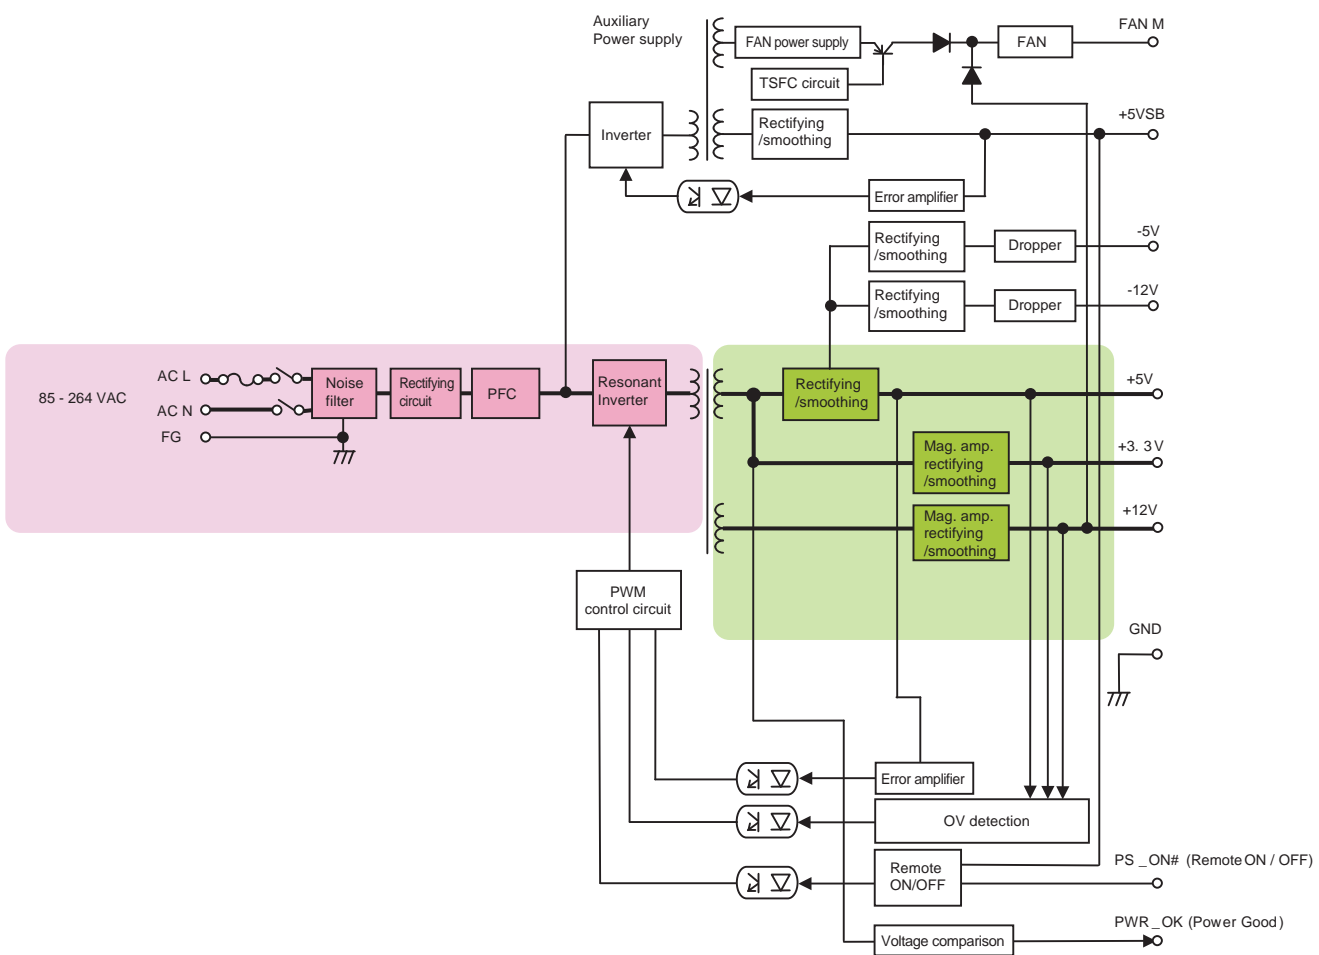 Auxiliary
Power supply
FAN power supply
FAN
FAN M
TSFC circuit
Inverter
Rectifying
/smoothing
+5VSB
Error amplifier
Rectifying
/smoothing
Dropper
-5V
Rectifying
/smoothing
Dropper
-12V
85 - 264 VAC
AC L
AC N
FG
Noise
filter
Rectifying
circuit
PFC
Resonant
Inverter
Rectifying
/smoothing
+5V
Mag. amp.
rectifying
/smoothing
+3. 3 V
Mag. amp.
rectifying
/smoothing
+12V
PWM
control circuit
GND
Error amplifier
OV detection
Remote
ON/OFF
PS _ ON# (Remote ON / OFF)
Voltage comparison
PWR _ OK (Power Good)